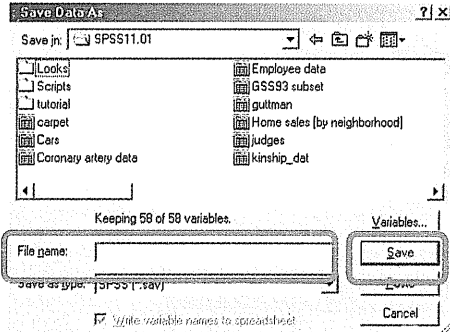 Save Data As
Save in: SPSS11.01
Looks
Scripts
tutorial
carpet
Cars
Coronary artery data
Employee data
GSS93 subset
guttman
Home sales [by neighborhood]
judges
kinship_dat
Keeping 58 of 58 variables.
Variables...
File name:
Save
Save as type: SPSS (*.sav)
Paste
Write variable names to spreadsheet
Cancel